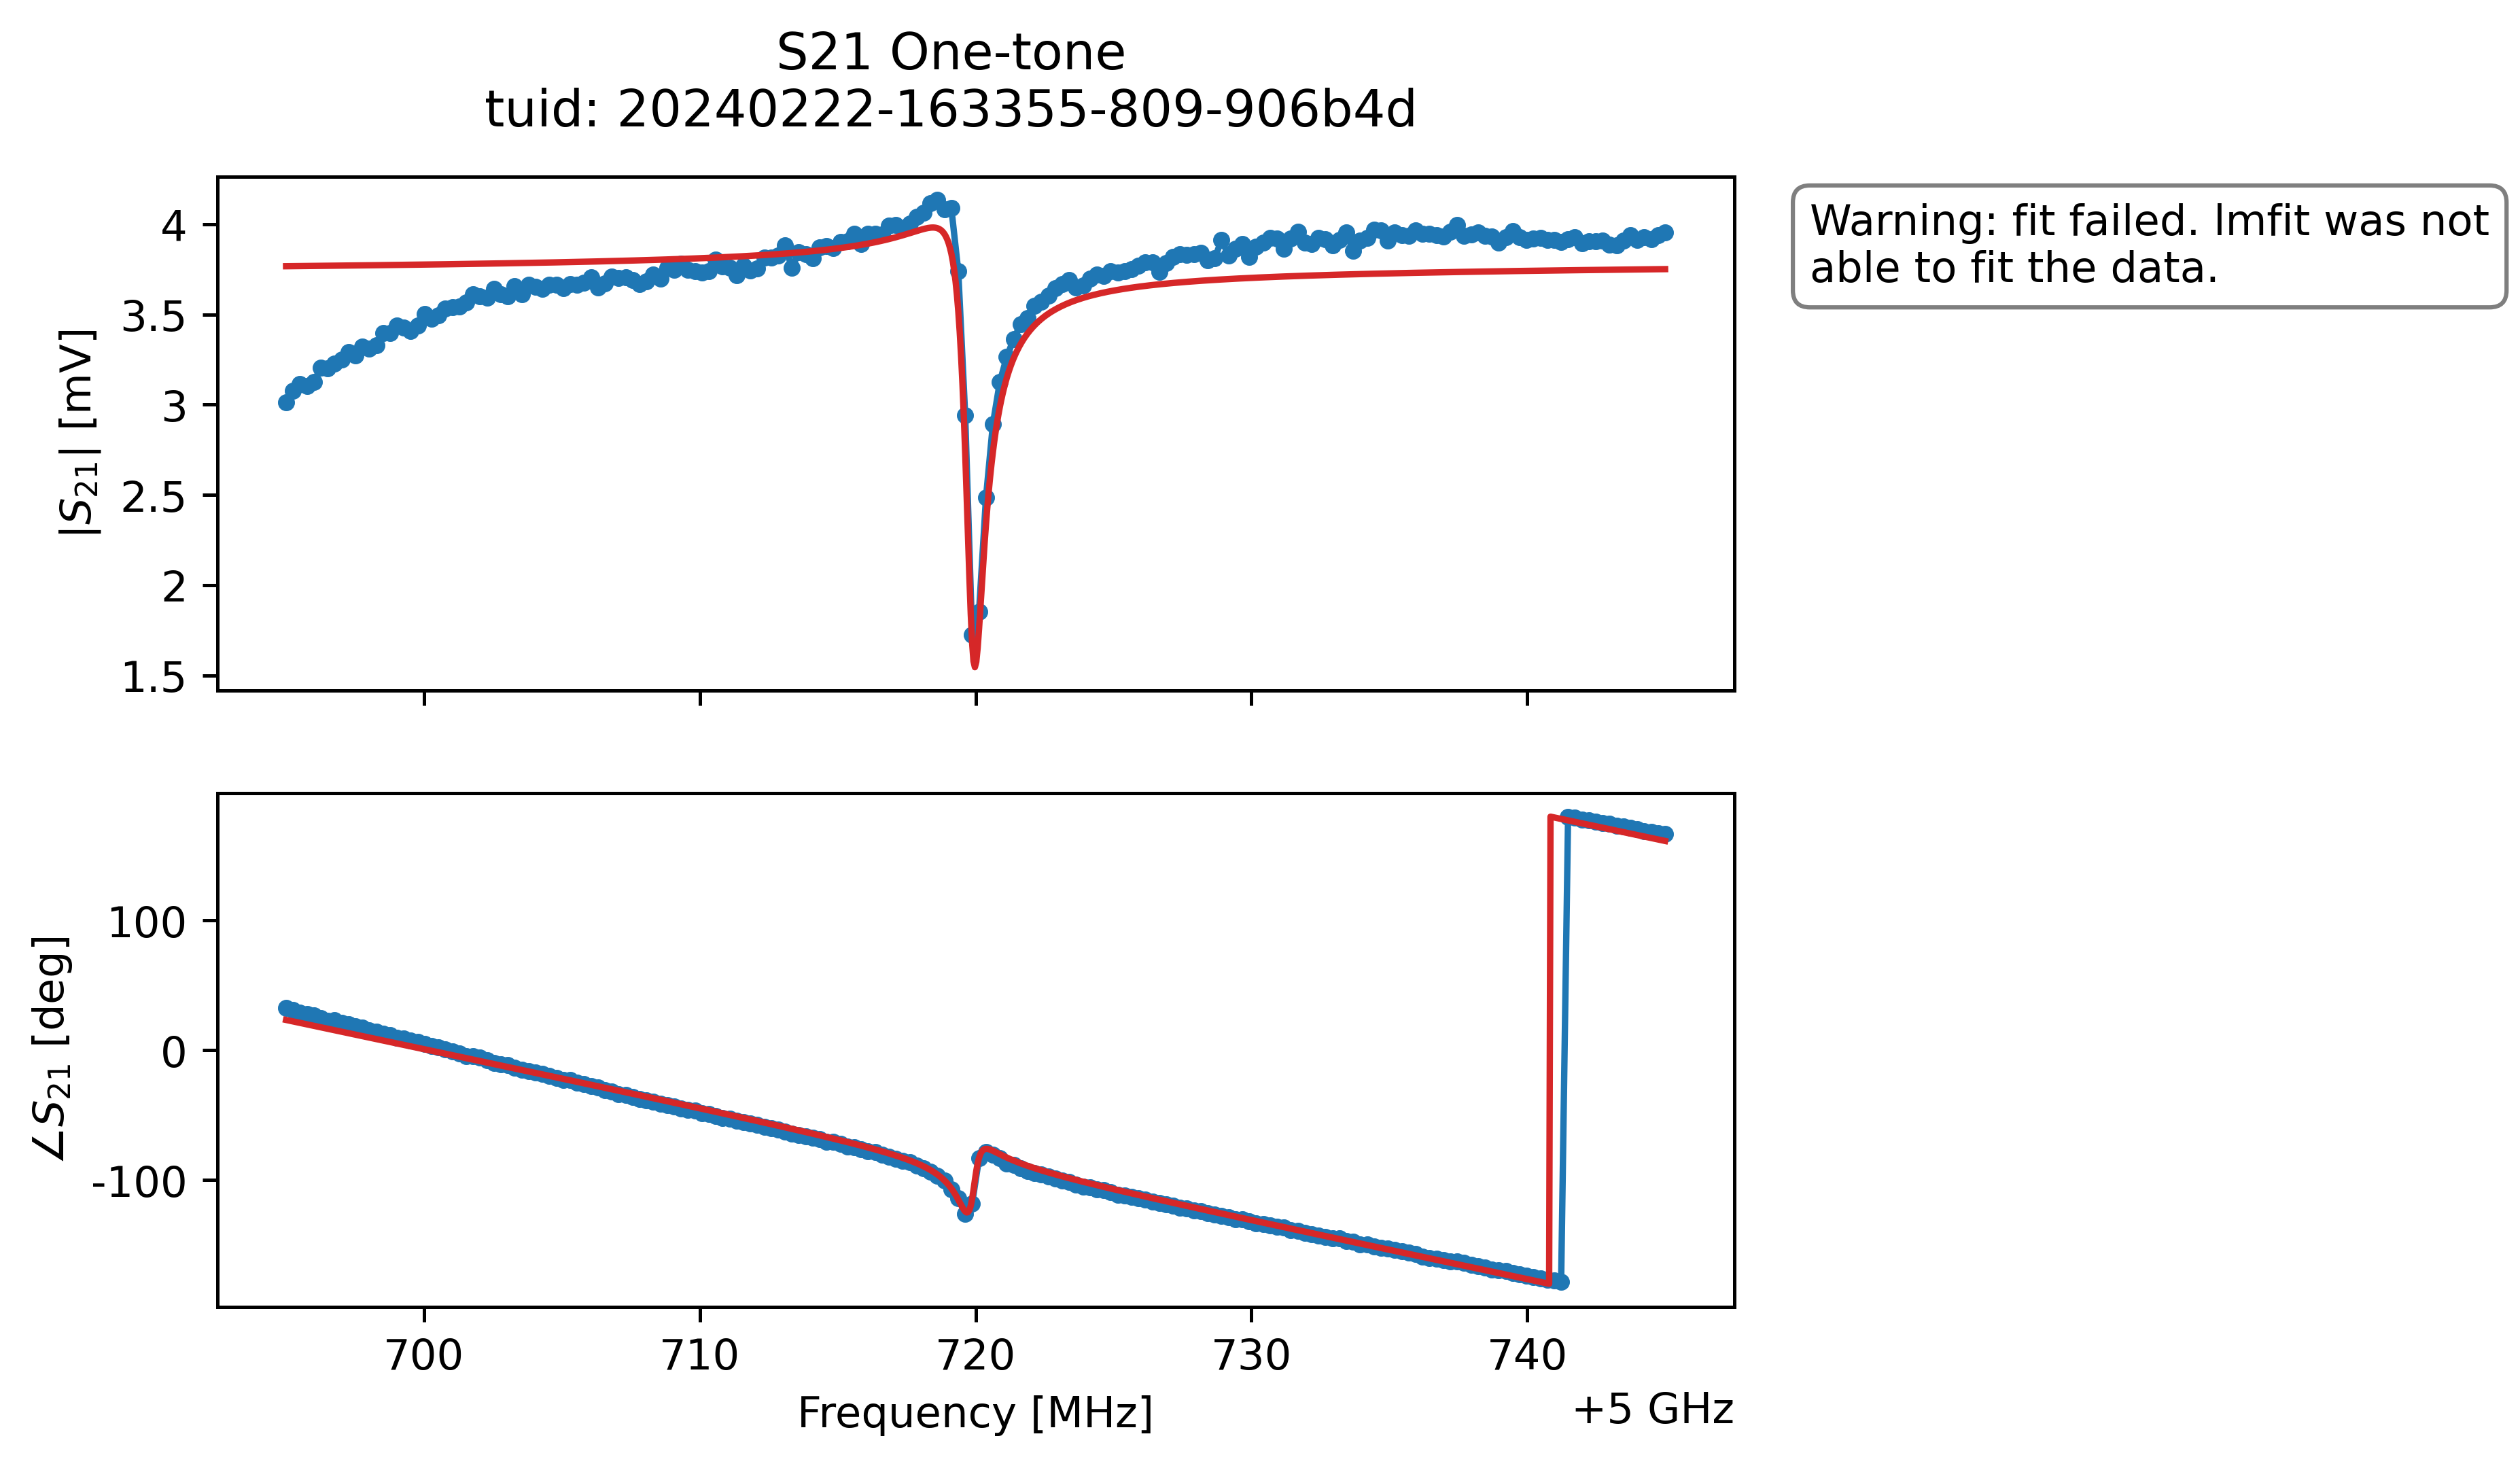 S21 One-tone
tuid: 20240222-163355-809-906b4d
Warning: fit failed. lmfit was not
able to fit the data.
|S₂₁| [mV]
4
3.5
3
2.5
2
1.5
∠S₂₁ [deg]
100
0
-100
700 710 720 730 740
Frequency [MHz]
+5 GHz